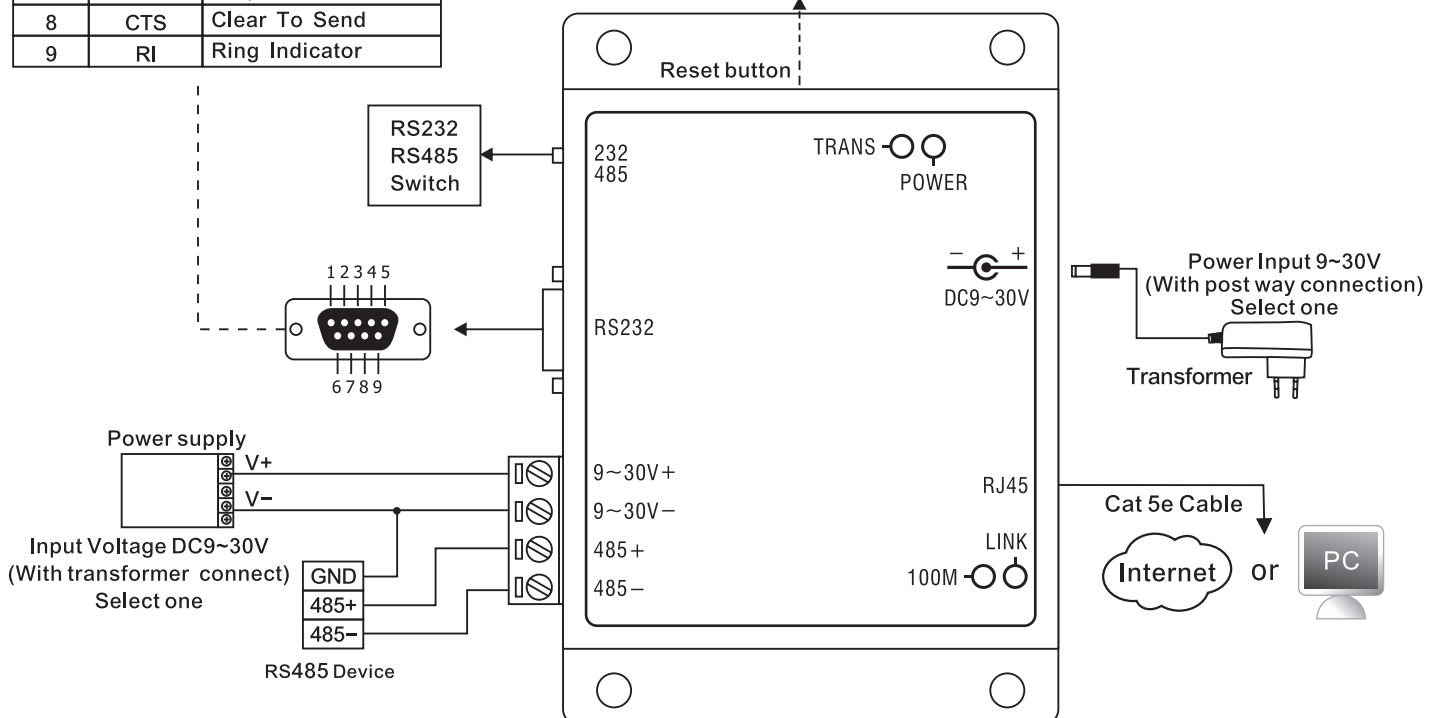 8 CTS Clear To Send
9 RI Ring Indicator
Reset button
RS232
RS485
Switch
232
485
TRANS
POWER
− +
DC9~30V
Power Input 9~30V
(With post way connection)
Select one
Transformer
1 2 3 4 5
6 7 8 9
RS232
Power supply
V+
V−
Input Voltage DC9~30V
(With transformer connect)
Select one
GND
485+
485−
RS485 Device
9~30V+
9~30V−
485+
485−
RJ45
LINK
100M
Cat 5e Cable
Internet
or
PC